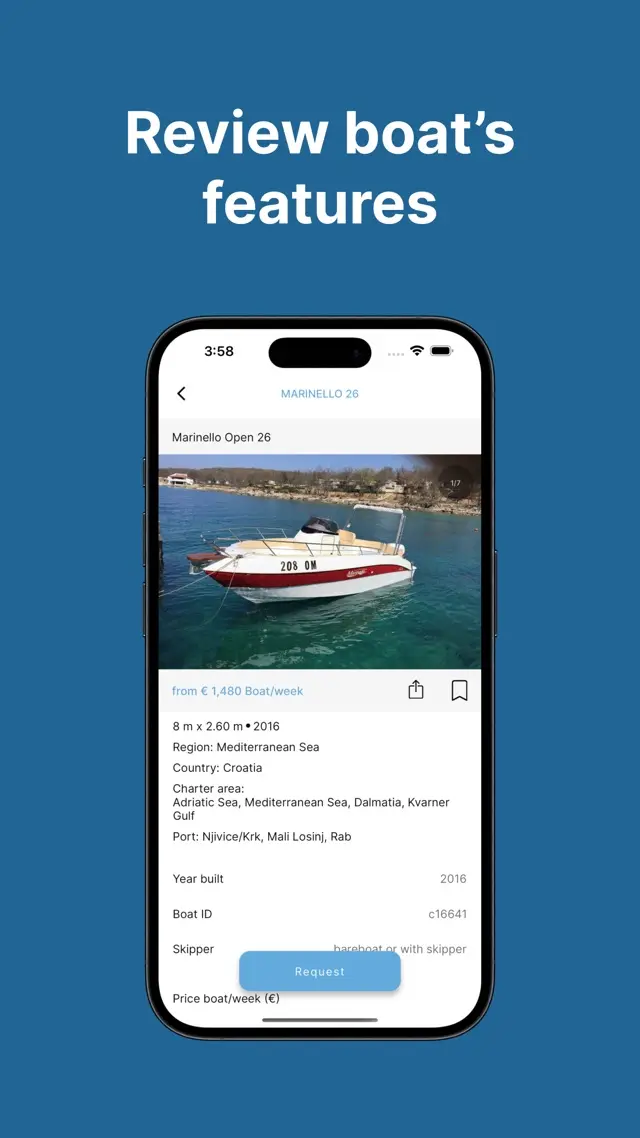 Review boat’s
features
3:58
MARINELLO 26
Marinello Open 26
1/7
208 OM
from € 1,480 Boat/week
8 m x 2.60 m • 2016
Region: Mediterranean Sea
Country: Croatia
Charter area:
Adriatic Sea, Mediterranean Sea, Dalmatia, Kvarner
Gulf
Port: Njivice/Krk, Mali Losinj, Rab
Year built 2016
Boat ID c16641
Skipper bareboat or with skipper
Request
Price boat/week (€)